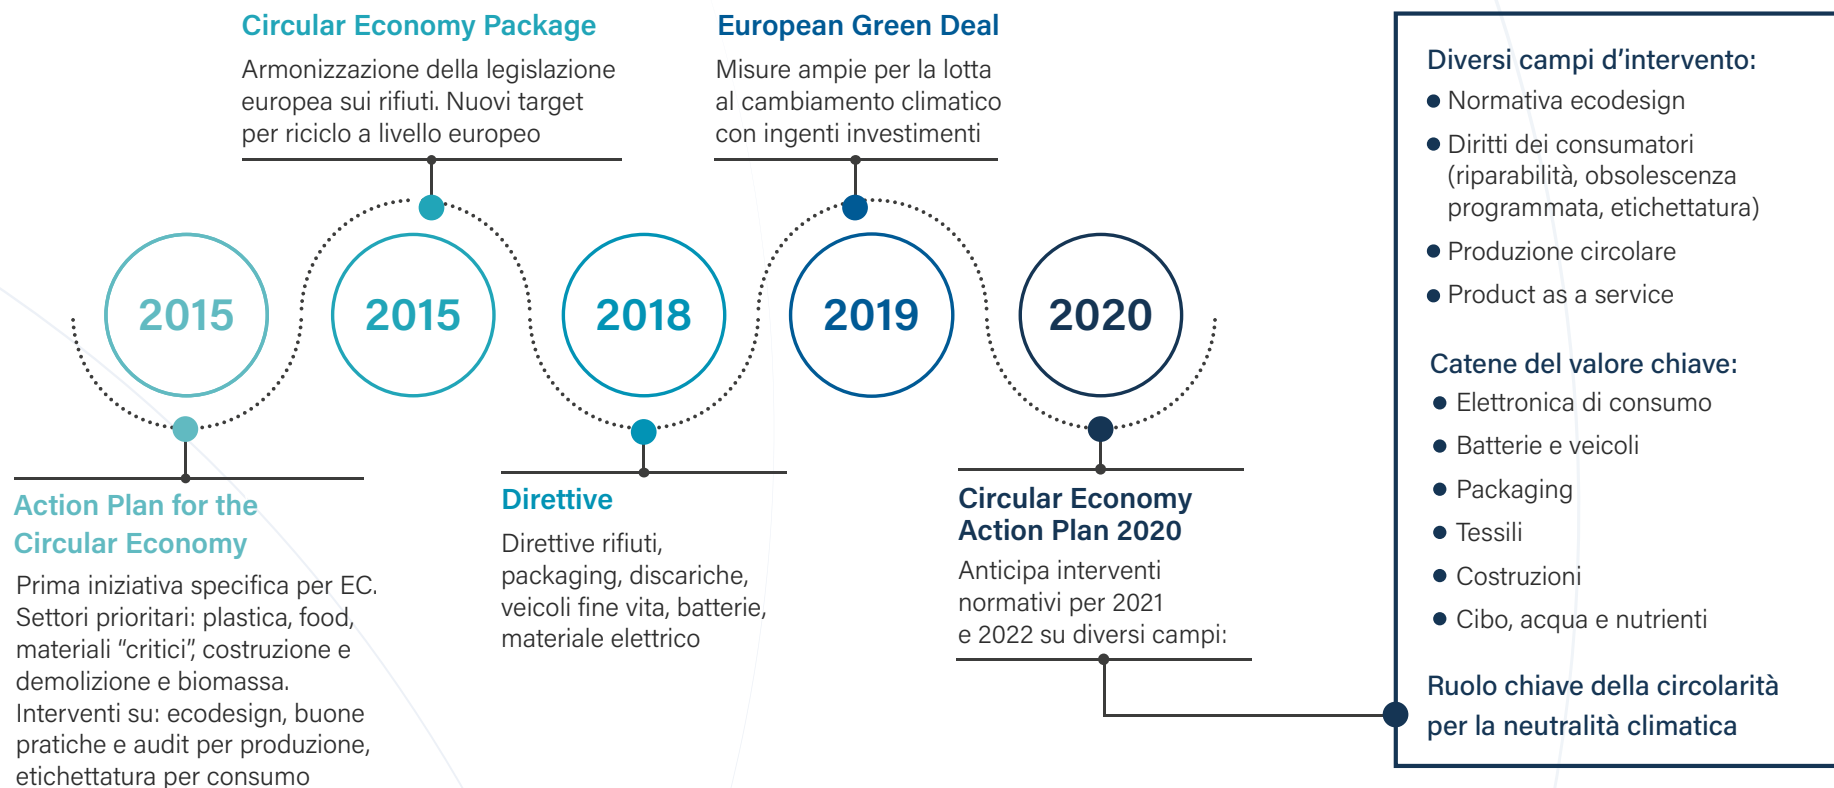 Circular Economy Package
Armonizzazione della legislazione
europea sui rifiuti. Nuovi target
per riciclo a livello europeo
European Green Deal
Misure ampie per la lotta
al cambiamento climatico
con ingenti investimenti
2015
2015
2018
2019
2020
Action Plan for the
Circular Economy
Prima iniziativa specifica per EC.
Settori prioritari: plastica, food,
materiali “critici”, costruzione e
demolizione e biomassa.
Interventi su: ecodesign, buone
pratiche e audit per produzione,
etichettatura per consumo
Direttive
Direttive rifiuti,
packaging, discariche,
veicoli fine vita, batterie,
materiale elettrico
Circular Economy
Action Plan 2020
Anticipa interventi
normativi per 2021
e 2022 su diversi campi:
Diversi campi d’intervento:
● Normativa ecodesign
● Diritti dei consumatori
(riparabilità, obsolescenza
programmata, etichettatura)
● Produzione circolare
● Product as a service
Catene del valore chiave:
● Elettronica di consumo
● Batterie e veicoli
● Packaging
● Tessili
● Costruzioni
● Cibo, acqua e nutrienti
Ruolo chiave della circolarità
per la neutralità climatica